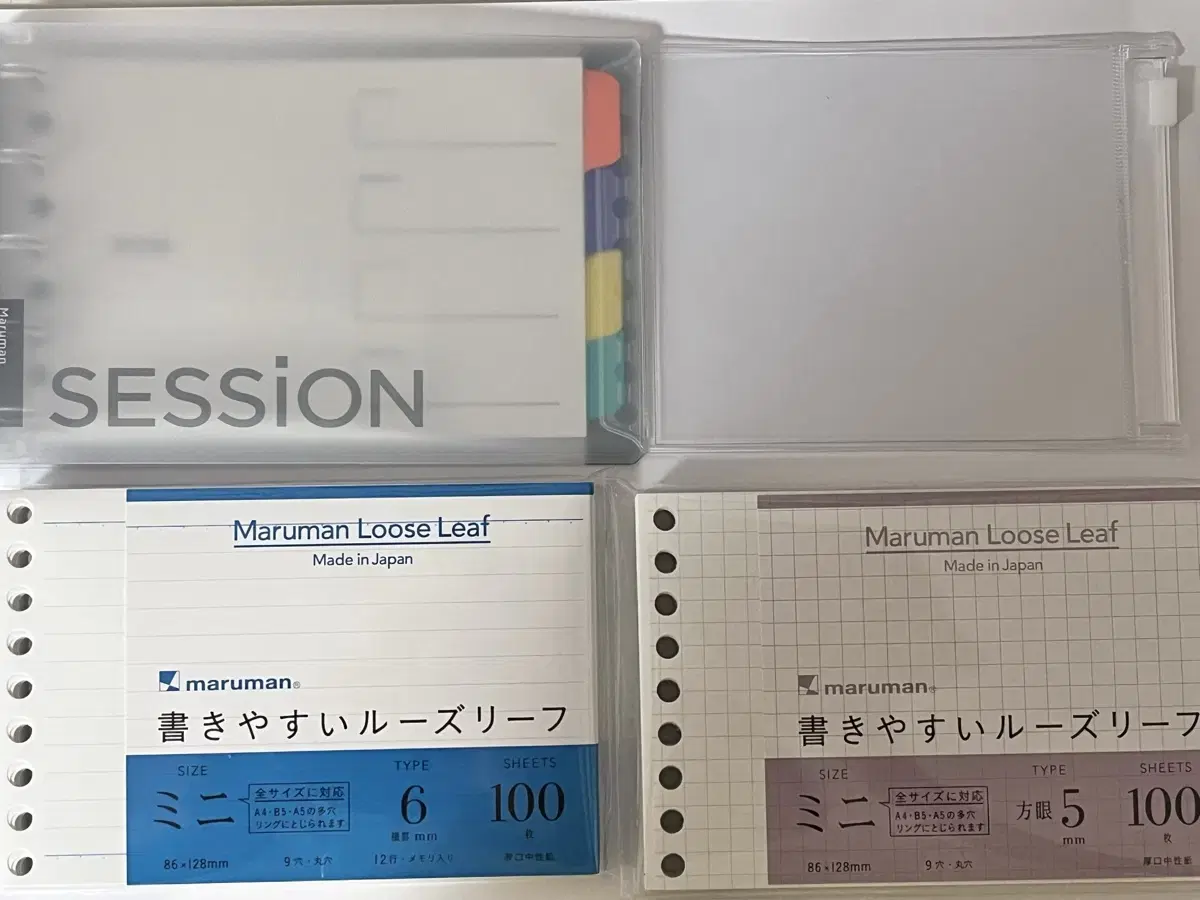 Maruman
SESSiON
Maruman Loose Leaf
Made in Japan
maruman®
書きやすいルーズリーフ
SIZE
ミニ
全サイズに対応
A4・B5・A5の多穴
リングにとじられます
86×128mm
9穴・丸穴
TYPE
6
横罫 mm
12行・メモリ入り
SHEETS
100
枚
厚口中性紙
Maruman Loose Leaf
Made in Japan
maruman®
書きやすいルーズリーフ
SIZE
ミニ
全サイズに対応
A4・B5・A5の多穴
リングにとじられます
86×128mm
9穴・丸穴
TYPE
方眼 5
mm
SHEETS
100
枚
厚口中性紙